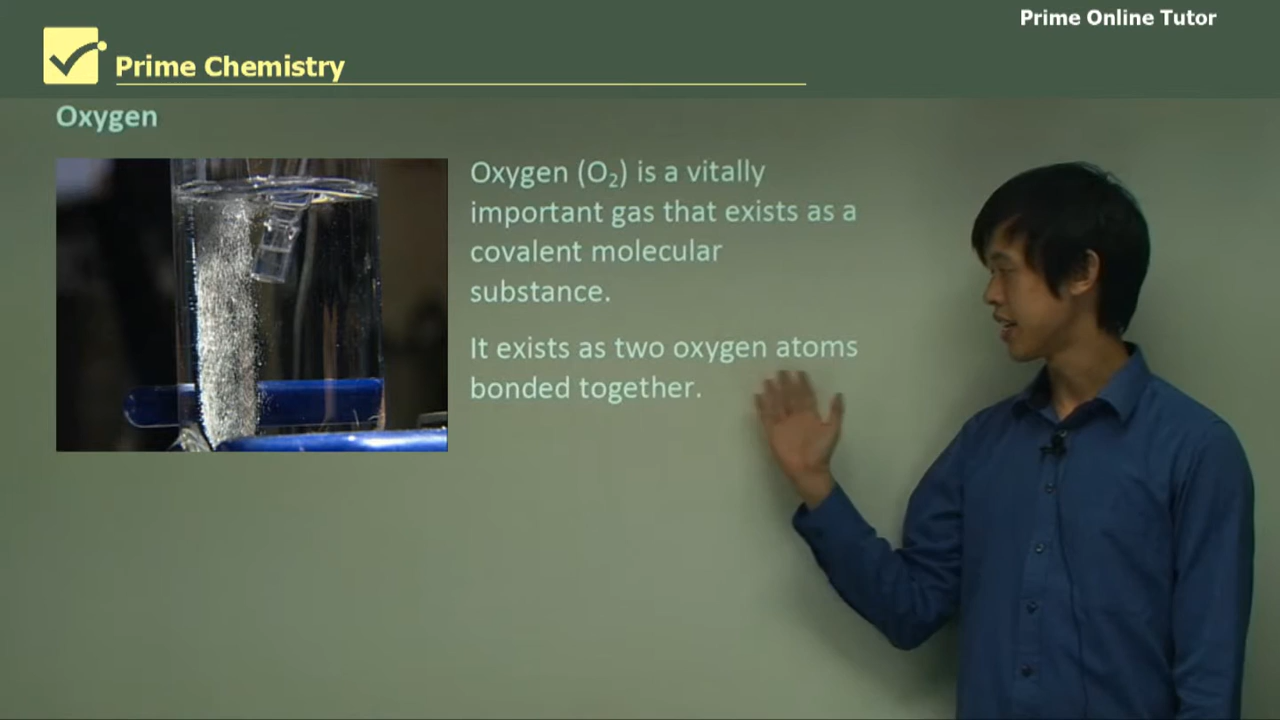 Prime Online Tutor
Prime Chemistry
Oxygen
Oxygen (O₂) is a vitally
important gas that exists as a
covalent molecular
substance.
It exists as two oxygen atoms
bonded together.